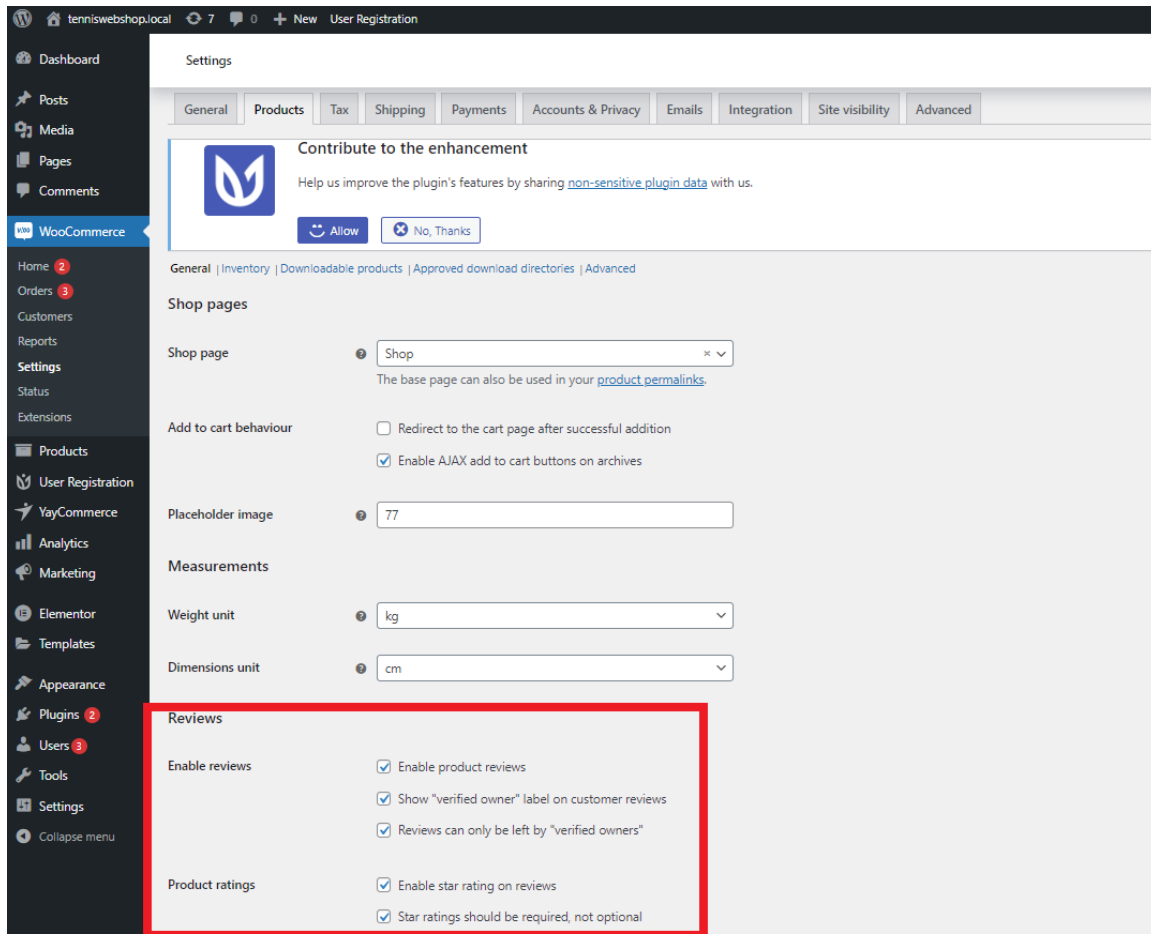 tenniswebshop.local 7 0 New User Registration
Dashboard
Posts
Media
Pages
Comments
WooCommerce
Home 2
Orders 3
Customers
Reports
Settings
Status
Extensions
Products
User Registration
YayCommerce
Analytics
Marketing
Elementor
Templates
Appearance
Plugins 2
Users 3
Tools
Settings
Collapse menu
Settings
General Products Tax Shipping Payments Accounts & Privacy Emails Integration Site visibility Advanced
Contribute to the enhancement
Help us improve the plugin's features by sharing non-sensitive plugin data with us.
Allow No, Thanks
General | Inventory | Downloadable products | Approved download directories | Advanced
Shop pages
Shop page Shop × 
The base page can also be used in your product permalinks.
Add to cart behaviour Redirect to the cart page after successful addition
Enable AJAX add to cart buttons on archives
Placeholder image 77
Measurements
Weight unit kg
Dimensions unit cm
Reviews
Enable reviews Enable product reviews
Show "verified owner" label on customer reviews
Reviews can only be left by "verified owners"
Product ratings Enable star rating on reviews
Star ratings should be required, not optional